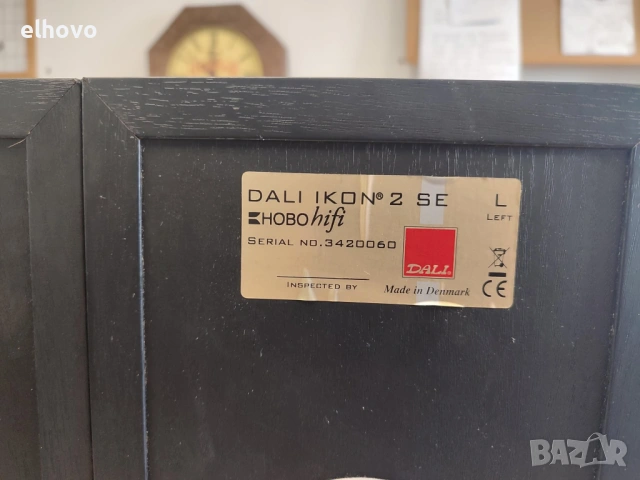 elhovo
DALI IKON® 2 SE
L
HOBO hifi
LEFT
SERIAL NO.3420060
DALI
INSPECTED BY
Made in Denmark
CE
BAZAR